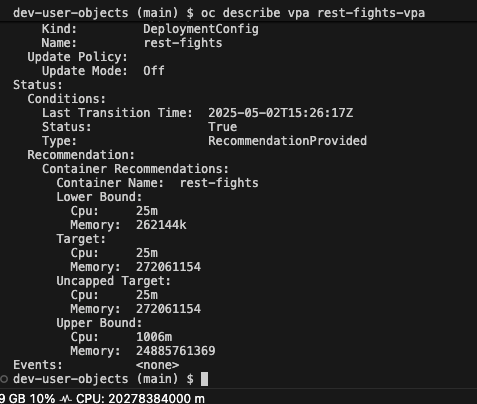 dev-user-objects (main) $ oc describe vpa rest-fights-vpa
Kind: DeploymentConfig
Name: rest-fights
Update Policy:
Update Mode: Off
Status:
Conditions:
Last Transition Time: 2025-05-02T15:26:17Z
Status: True
Type: RecommendationProvided
Recommendation:
Container Recommendations:
Container Name: rest-fights
Lower Bound:
Cpu: 25m
Memory: 262144k
Target:
Cpu: 25m
Memory: 272061154
Uncapped Target:
Cpu: 25m
Memory: 272061154
Upper Bound:
Cpu: 1006m
Memory: 24885761369
Events: <none>
dev-user-objects (main) $
9 GB 10% CPU: 20278384000 m